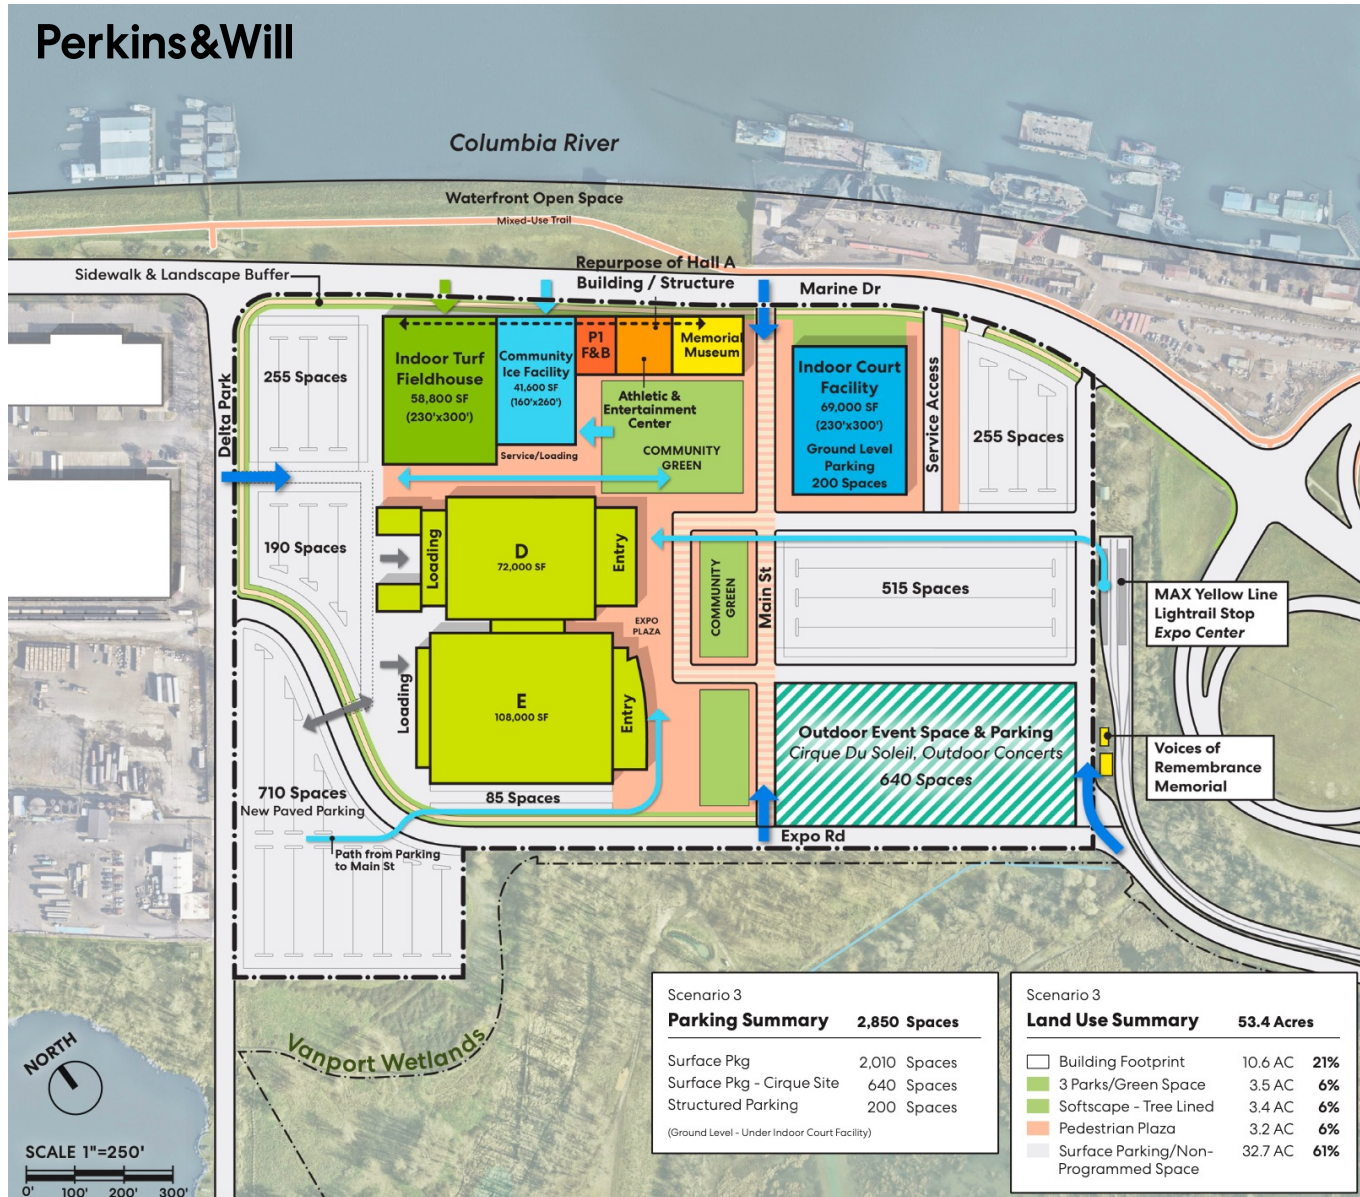 Perkins&Will
Columbia River
Waterfront Open Space
Mixed-Use Trail
Sidewalk & Landscape Buffer
Repurpose of Hall A
Building / Structure
Marine Dr
Delta Park
255 Spaces
Indoor Turf
Fieldhouse
58,800 SF
(230'x300')
Community
Ice Facility
41,600 SF
(160'x260')
P1
F&B
Memorial
Museum
Athletic &
Entertainment
Center
COMMUNITY
GREEN
Service/Loading
Indoor Court
Facility
69,000 SF
(230'x300')
Ground Level
Parking
200 Spaces
Service Access
255 Spaces
190 Spaces
Loading
D
72,000 SF
Entry
EXPO
PLAZA
COMMUNITY
GREEN
Main St
515 Spaces
MAX Yellow Line
Lightrail Stop
Expo Center
Loading
E
108,000 SF
Entry
Outdoor Event Space & Parking
Cirque Du Soleil, Outdoor Concerts
640 Spaces
Voices of
Remembrance
Memorial
710 Spaces
New Paved Parking
85 Spaces
Path from Parking
to Main St
Expo Rd
Vanport Wetlands
NORTH
SCALE 1"=250'
0' 100' 200' 300'
Scenario 3
Parking Summary 2,850 Spaces
Surface Pkg 2,010 Spaces
Surface Pkg - Cirque Site 640 Spaces
Structured Parking 200 Spaces
(Ground Level - Under Indoor Court Facility)
Scenario 3
Land Use Summary 53.4 Acres
Building Footprint 10.6 AC 21%
3 Parks/Green Space 3.5 AC 6%
Softscape - Tree Lined 3.4 AC 6%
Pedestrian Plaza 3.2 AC 6%
Surface Parking/Non- 32.7 AC 61%
Programmed Space